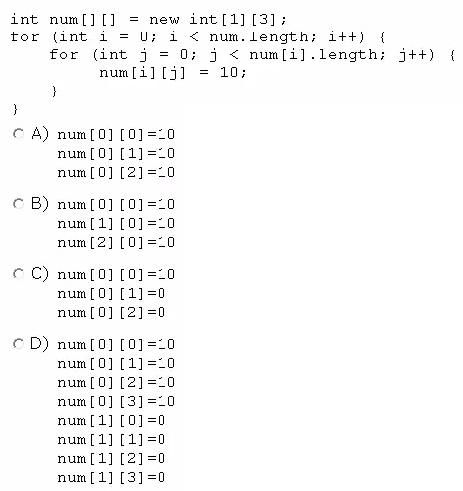 int num[][] = new int[1][3];
for (int i = 0; i < num.length; i++) {
for (int j = 0; j < num[i].length; j++) {
num[i][j] = 10;
}
}
A) num[0][0]=10
num[0][1]=10
num[0][2]=10
B) num[0][0]=10
num[1][0]=10
num[2][0]=10
C) num[0][0]=10
num[0][1]=0
num[0][2]=0
D) num[0][0]=10
num[0][1]=10
num[0][2]=10
num[0][3]=10
num[1][0]=0
num[1][1]=0
num[1][2]=0
num[1][3]=0